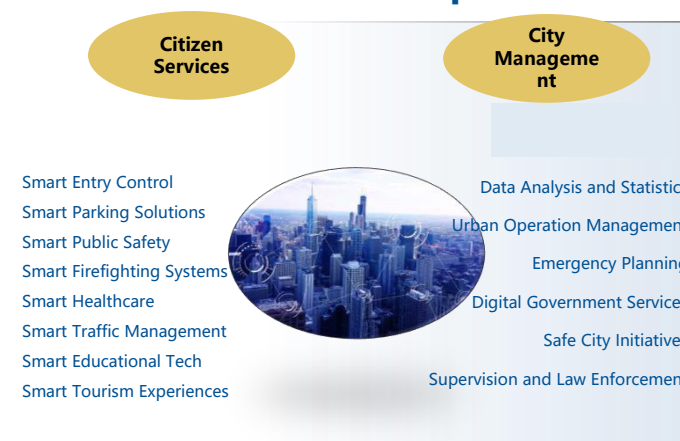 Citizen
Services
City
Manageme
nt
Smart Entry Control
Smart Parking Solutions
Smart Public Safety
Smart Firefighting Systems
Smart Healthcare
Smart Traffic Management
Smart Educational Tech
Smart Tourism Experiences
Data Analysis and Statistic
Urban Operation Managemen
Emergency Planning
Digital Government Service
Safe City Initiative
Supervision and Law Enforcemen